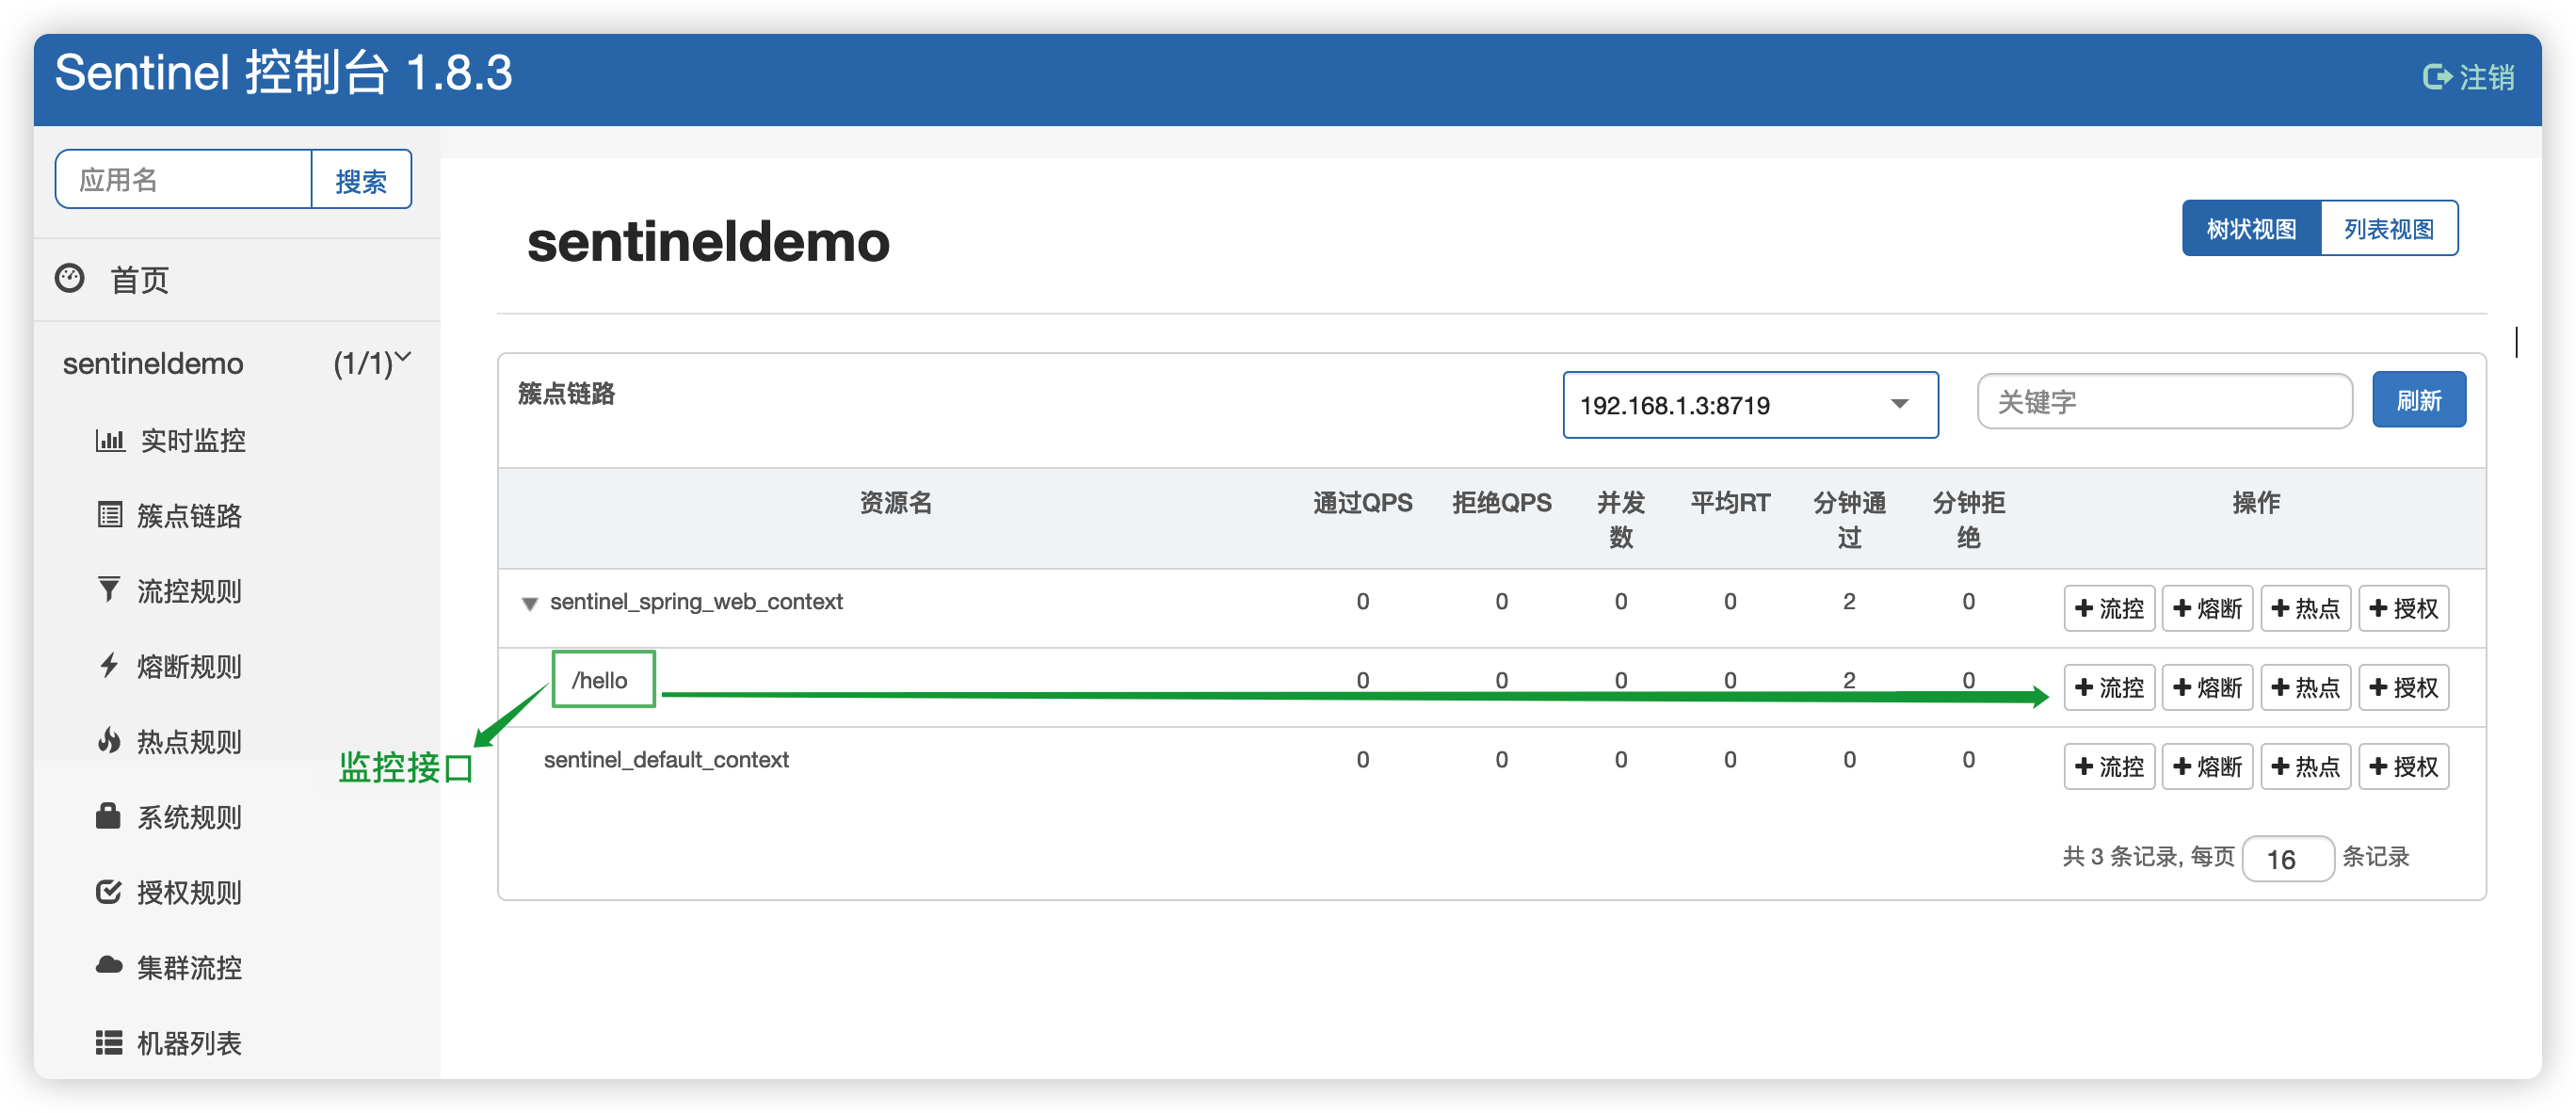 Sentinel 控制台 1.8.3
注销
应用名 搜索
首页
sentineldemo (1/1)
实时监控
簇点链路
流控规则
熔断规则
热点规则
系统规则
授权规则
集群流控
机器列表
sentineldemo
树状视图 列表视图
簇点链路
192.168.1.3:8719
关键字
刷新
资源名 通过QPS 拒绝QPS 并发数 平均RT 分钟通过 分钟拒绝 操作
sentinel_spring_web_context 0 0 0 0 2 0 流控 熔断 热点 授权
/hello 0 0 0 0 2 0 流控 熔断 热点 授权
监控接口
sentinel_default_context 0 0 0 0 0 0 流控 熔断 热点 授权
共 3 条记录, 每页 16 条记录